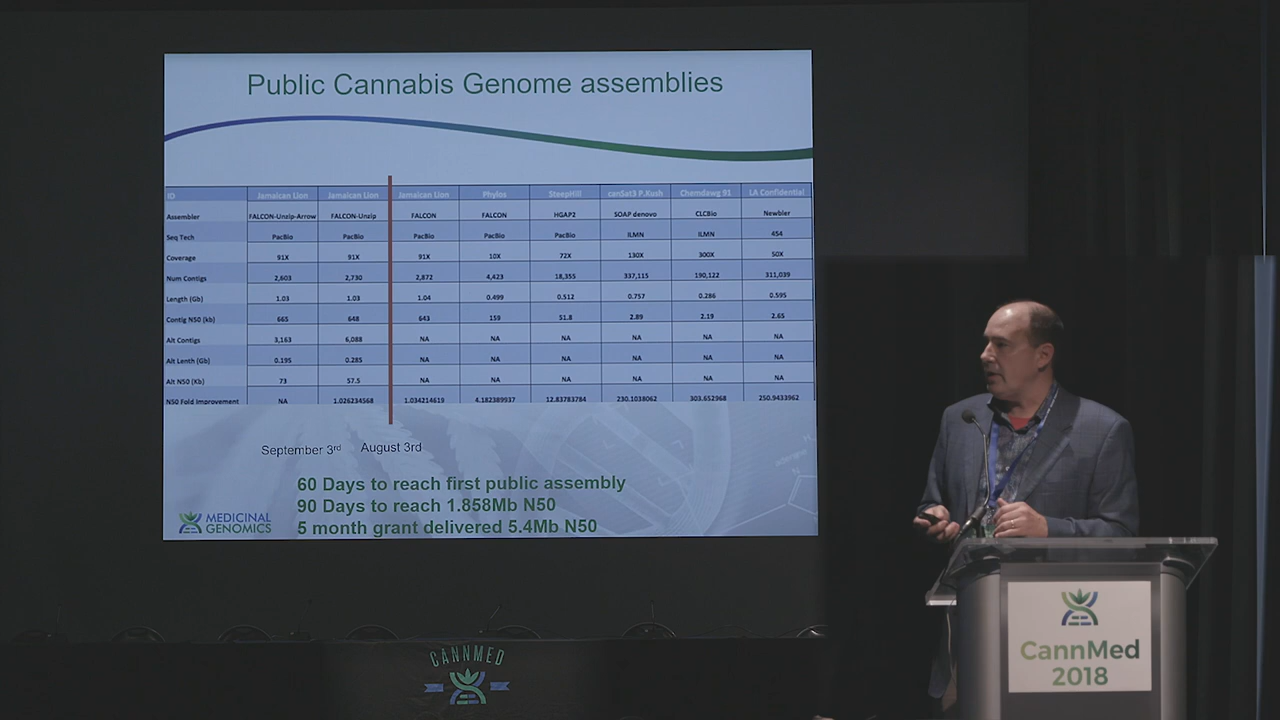 Public Cannabis Genome assemblies
ID Jamaican Lion Jamaican Lion Jamaican Lion Phylos SteepHill canSat3 P.Kush Chemdawg 91 LA Confidential
Assembler FALCON-Unzip-Arrow FALCON-Unzip FALCON FALCON HGAP2 SOAP denovo CLCBio Newbler
Seq Tech PacBio PacBio PacBio PacBio PacBio ILMN ILMN 454
Coverage 91X 91X 91X 10X 72X 130X 300X 50X
Num Contigs 2,603 2,730 2,872 4,423 18,355 337,115 190,122 311,039
Length (Gb) 1.03 1.03 1.04 0.499 0.512 0.757 0.286 0.595
Contig N50 (kb) 665 648 643 159 51.8 2.89 2.19 2.65
Alt Contigs 3,163 6,088 NA NA NA NA NA NA
Alt Lenth (Gb) 0.195 0.285 NA NA NA NA NA NA
Alt N50 (Kb) 73 57.5 NA NA NA NA NA NA
N50 Fold Improvement NA 1.026234568 1.034214619 4.182389937 12.83783784 230.1038062 303.652968 250.9433962
September 3rd August 3rd
60 Days to reach first public assembly
90 Days to reach 1.858Mb N50
5 month grant delivered 5.4Mb N50
MEDICINAL
GENOMICS
CANNMED
CannMed
2018